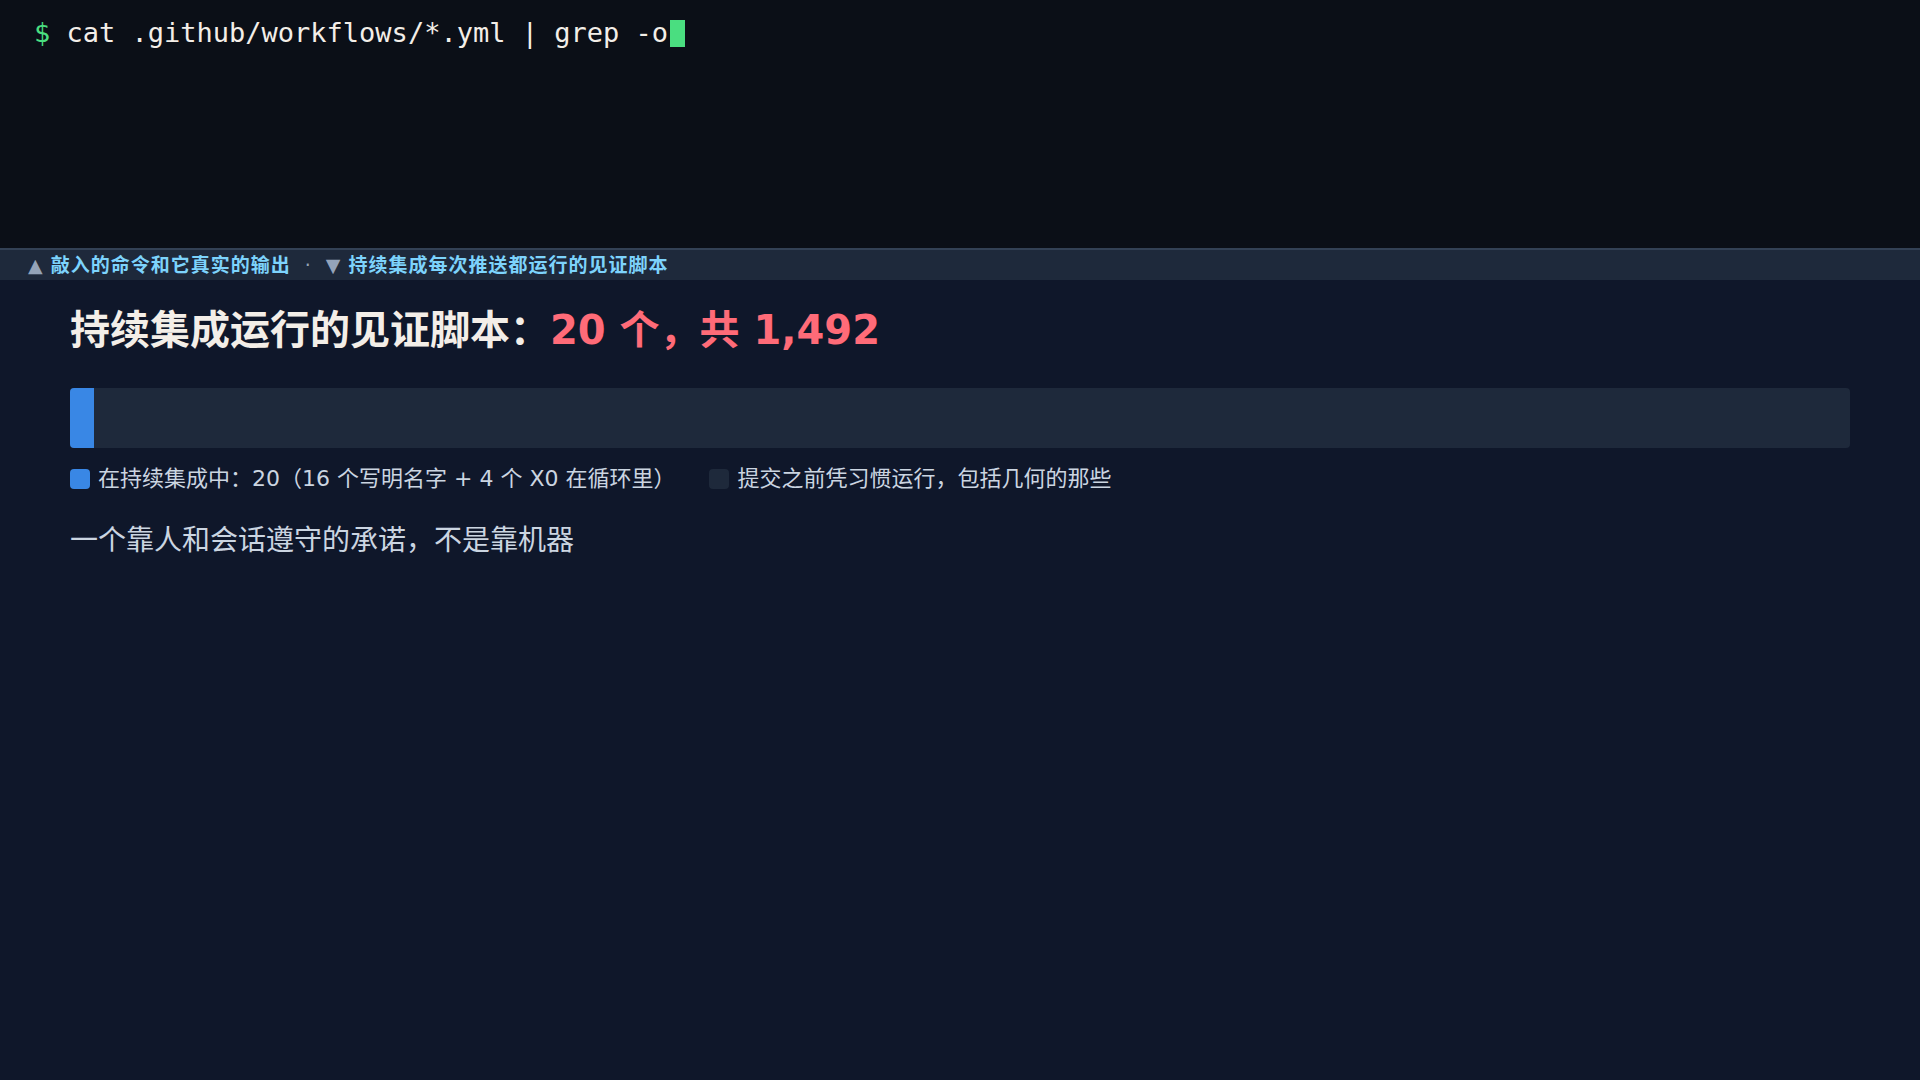 $ cat .github/workflows/*.yml | grep -o
▲ 敲入的命令和它真实的输出 · ▼ 持续集成每次推送都运行的见证脚本
持续集成运行的见证脚本：20 个，共 1,492
在持续集成中：20（16 个写明名字 + 4 个 X0 在循环里） 提交之前凭习惯运行，包括几何的那些
一个靠人和会话遵守的承诺，不是靠机器